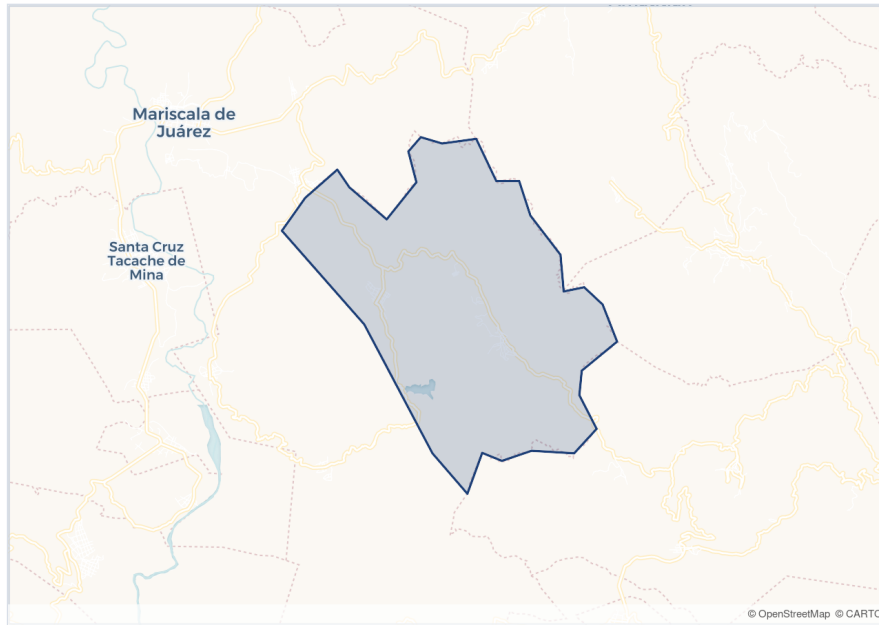 Mariscala de
Juárez
Santa Cruz
Tacache de
Mina
© OpenStreetMap © CARTO